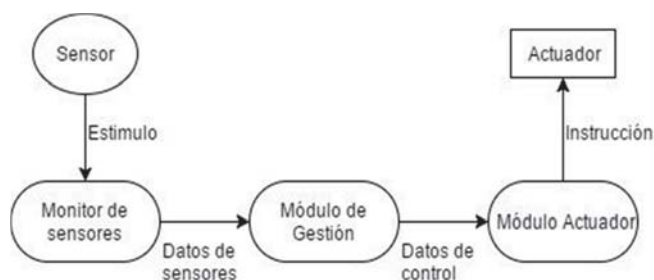 Sensor
Actuador
Estimulo
Instrucción
Monitor de
sensores
Módulo de
Gestión
Módulo Actuador
Datos de
sensores
Datos de
control